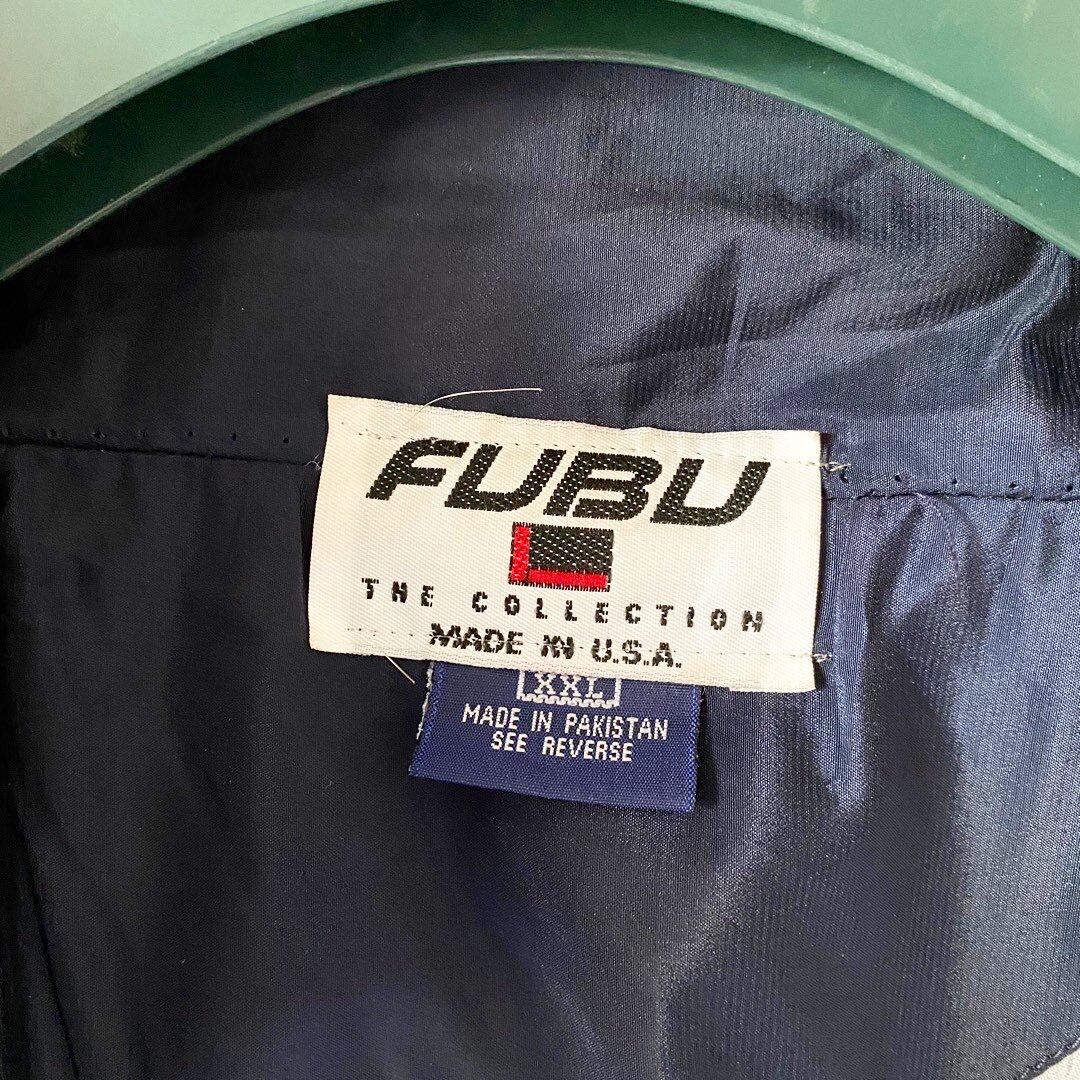 FUBU
THE COLLECTION
MADE IN U.S.A.
XXL
MADE IN PAKISTAN
SEE REVERSE